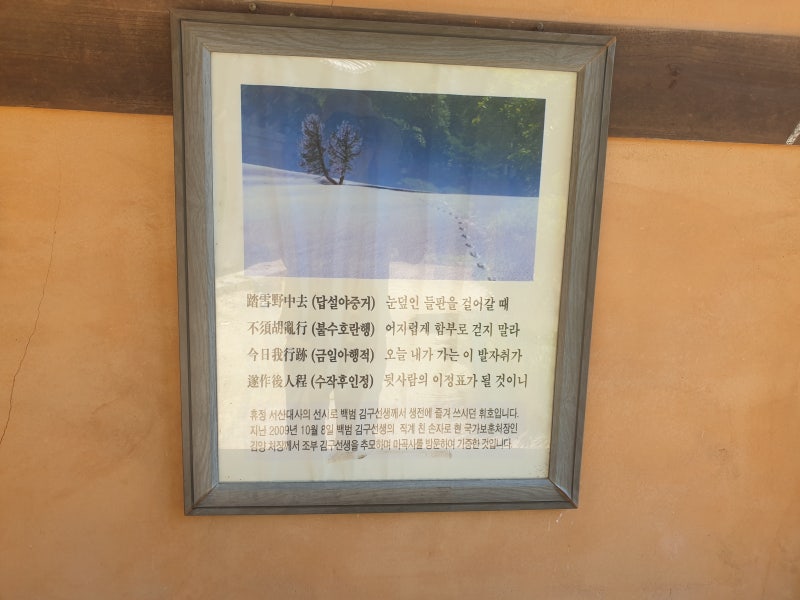 踏雪野中去 (답설야중거) 눈덮인 들판을 걸어갈 때
不須胡亂行 (불수호란행) 어지럽게 함부로 걷지 말라
今日我行跡 (금일아행적) 오늘 내가 가는 이 발자취가
遂作後人程 (수작후인정) 뒷사람의 이정표가 될 것이니
휴정 서산대사의 선시로 백범 김구선생께서 생전에 즐겨 쓰시던 휘호입니다.
지난 2009년 10월 8일 백범 김구선생의 직계 친 손자로 현 국가보훈처장인
김양 처장께서 조부 김구선생을 추모하며 마곡사를 방문하여 기증한 것입니다.